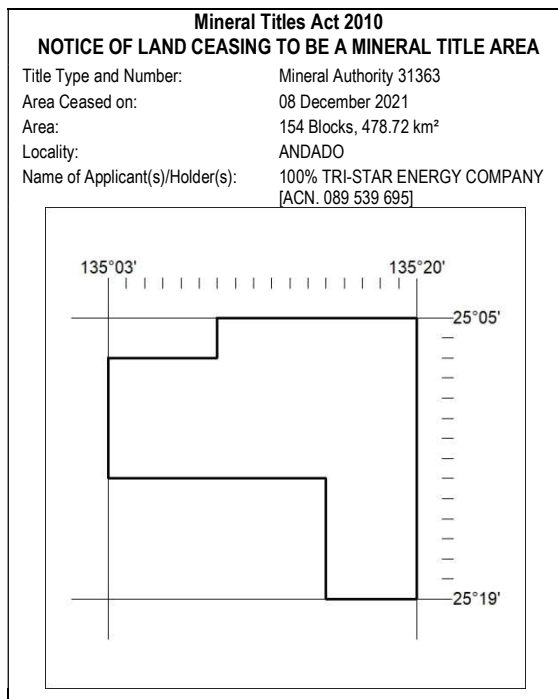 Mineral Titles Act 2010
NOTICE OF LAND CEASING TO BE A MINERAL TITLE AREA
Title Type and Number: Mineral Authority 31363
Area Ceased on: 08 December 2021
Area: 154 Blocks, 478.72 km²
Locality: ANDADO
Name of Applicant(s)/Holder(s): 100% TRI-STAR ENERGY COMPANY
[ACN. 089 539 695]
135°03' 135°20'
25°05'
25°19'